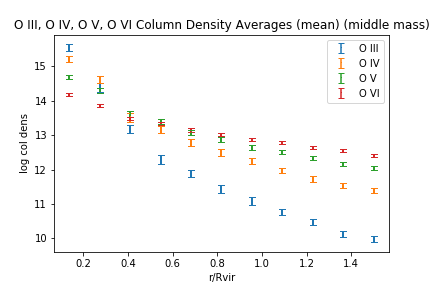 O III, O IV, O V, O VI Column Density Averages (mean) (middle mass)
O III
O IV
O V
O VI
log col dens
15
14
13
12
11
10
0.2
0.4
0.6
0.8
1.0
1.2
1.4
r/Rvir